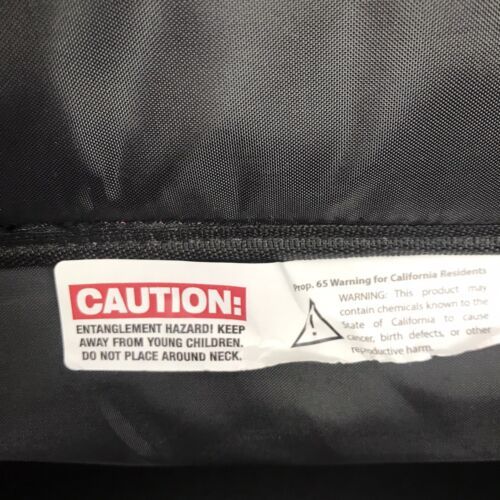 CAUTION:
ENTANGLEMENT HAZARD! KEEP
AWAY FROM YOUNG CHILDREN.
DO NOT PLACE AROUND NECK.
Prop. 65 Warning for California Residents
WARNING: This product may
contain chemicals known to the
State of California to cause
cancer, birth defects, or other
reproductive harm.